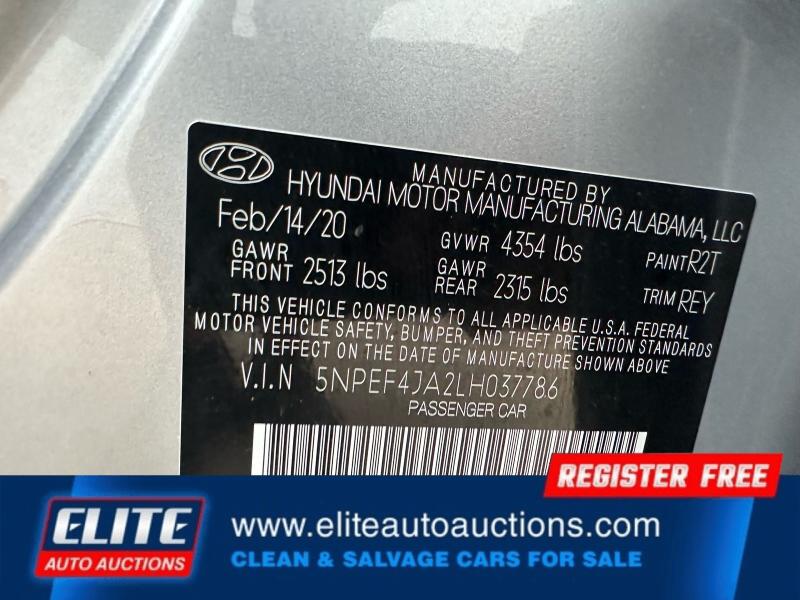 MANUFACTURED BY
HYUNDAI MOTOR MANUFACTURING ALABAMA, LLC
Feb/14/20 GVWR 4354 lbs PAINT R2T
GAWR FRONT 2513 lbs GAWR REAR 2315 lbs TRIM REY
THIS VEHICLE CONFORMS TO ALL APPLICABLE U.S.A. FEDERAL
MOTOR VEHICLE SAFETY, BUMPER, AND THEFT PREVENTION STANDARDS
IN EFFECT ON THE DATE OF MANUFACTURE SHOWN ABOVE
V.I.N 5NPEF4JA2LH037786
PASSENGER CAR
REGISTER FREE
ELITE
AUTO AUCTIONS
www.eliteautoauctions.com
CLEAN & SALVAGE CARS FOR SALE